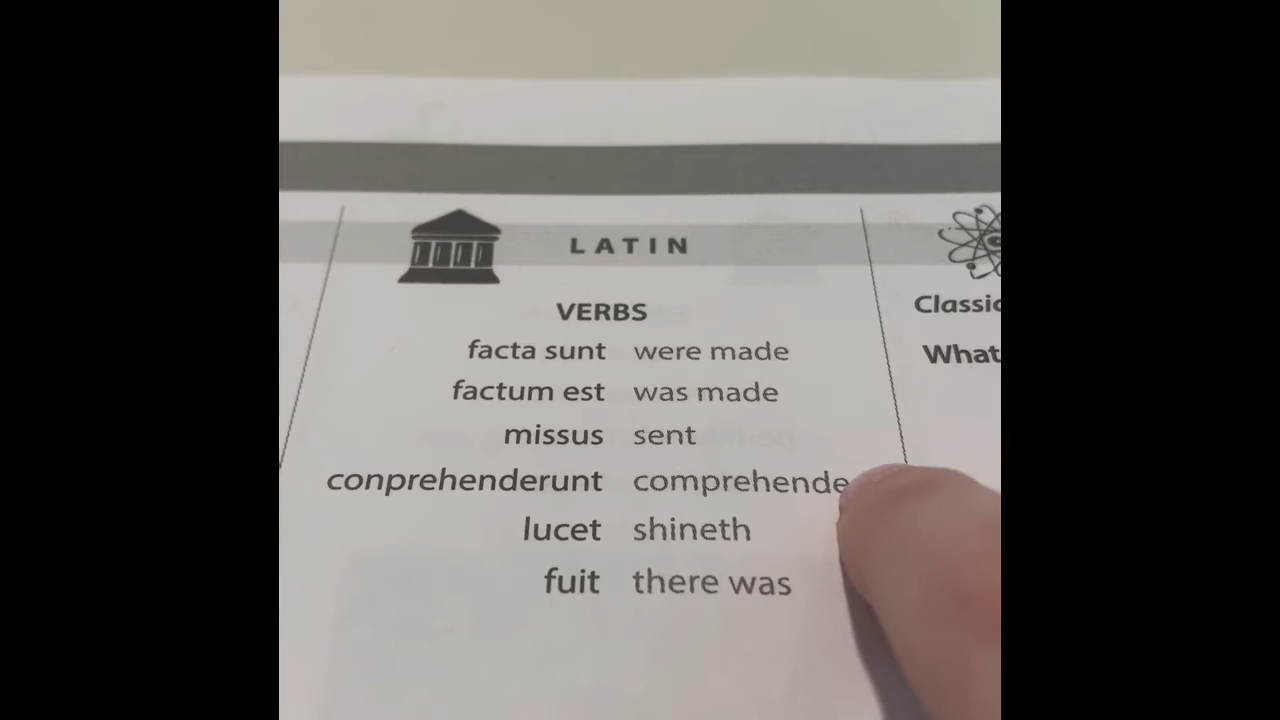 LATIN
VERBS
facta sunt were made
factum est was made
missus sent
conprehenderunt comprehende
lucet shineth
fuit there was
Classic
What